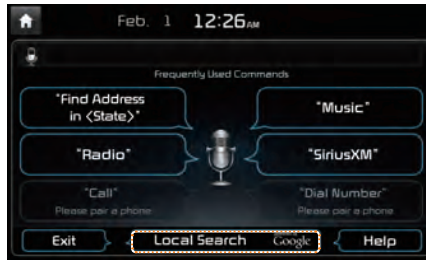 Feb. 1 12:26AM
Frequently Used Commands
"Find Address
in <State>"
"Music"
"Radio"
"SiriusXM"
"Call"
Please pair a phone
"Dial Number"
Please pair a phone
Exit
Local Search
Google
Help